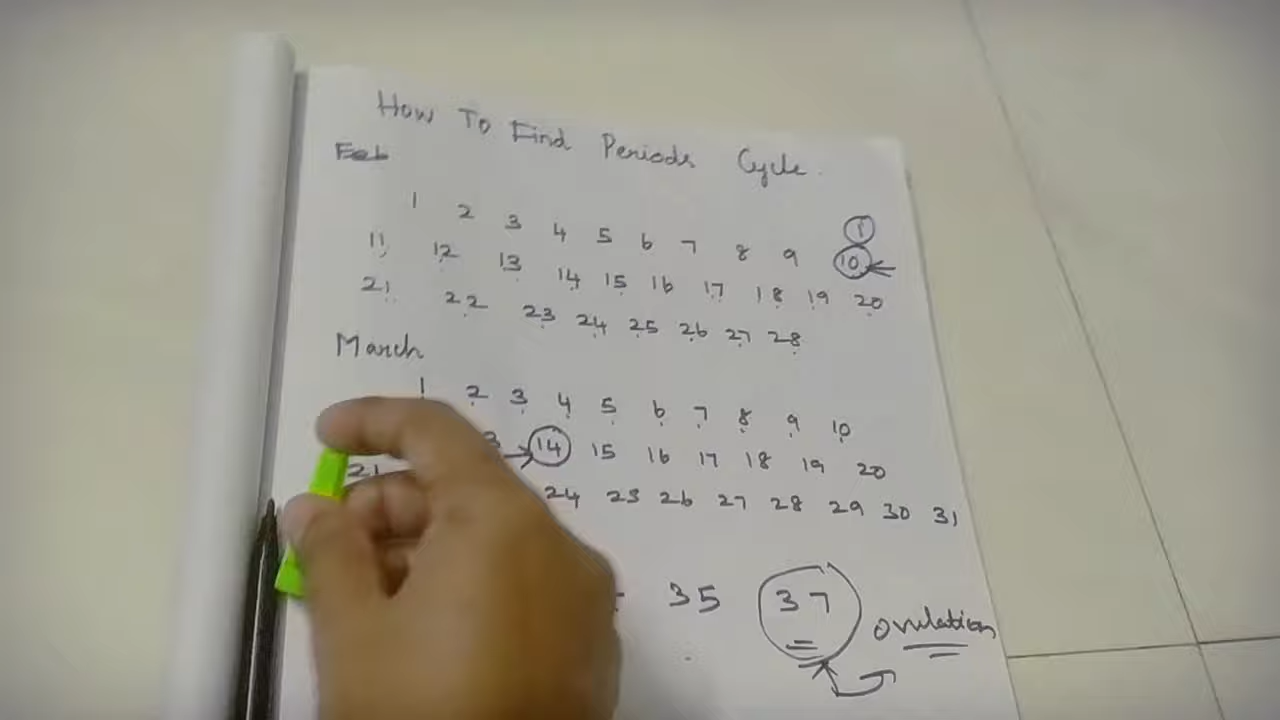 How To Find Periods Cycle.
Feb
1 2 3 4 5 6 7 8 9 10
1
11 12 13 14 15 16 17 18 19 20
21 22 23 24 25 26 27 28
March
1 2 3 4 5 6 7 8 9 10
14 15 16 17 18 19 20
21 24 25 26 27 28 29 30 31
35 37 ovulation